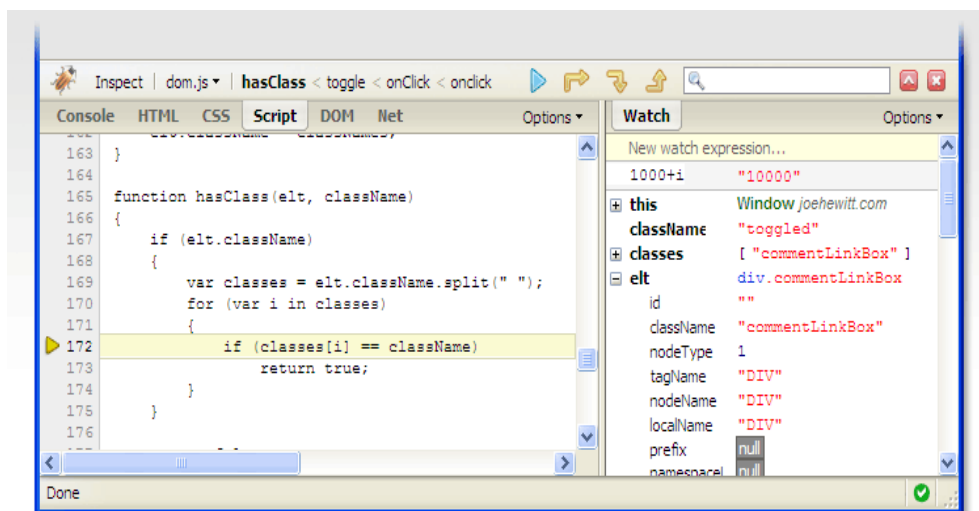 Inspect | dom.js | hasClass < toggle < onClick < onclick
Console HTML CSS Script DOM Net Options
163 }
164
165 function hasClass(elt, className)
166 {
167 if (elt.className)
168 {
169 var classes = elt.className.split(" ");
170 for (var i in classes)
171 {
172 if (classes[i] == className)
173 return true;
174 }
175 }
176
Watch Options
New watch expression...
1000+i "10000"
this Window joehewitt.com
className "toggled"
classes [ "commentLinkBox" ]
elt div.commentLinkBox
id ""
className "commentLinkBox"
nodeType 1
tagName "DIV"
nodeName "DIV"
localName "DIV"
prefix null
null
Done